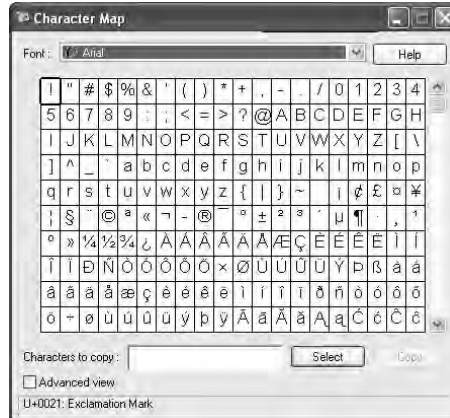 Character Map
Font : Arial Help
! " # $ % & ' ( ) * + , - . / 0 1 2 3 4
5 6 7 8 9 : ; < = > ? @ A B C D E F G H
I J K L M N O P Q R S T U V W X Y Z [ \
] ^ _ ` a b c d e f g h i j k l m n o p
q r s t u v w x y z { | } ~ ¡ ¢ £ ¤ ¥
¦ § ¨ © ª « ¬ - ® ¯ ° ± ² ³ ´ µ ¶ · ¸ ¹
º » ¼ ½ ¾ ¿ À Á Â Ã Ä Å Æ Ç È É Ê Ë Ì Í
Î Ï Ð Ñ Ò Ó Ô Õ Ö × Ø Ù Ú Û Ü Ý Þ ß à á
â ã ä å æ ç è é ê ë ì í î ï ð ñ ò ó ô õ
ö ÷ ø ù ú û ü ý þ ÿ Ā ā Ă ă Ą ą Ć ć Ĉ ĉ
Characters to copy : Select Copy
Advanced view
U+0021: Exclamation Mark